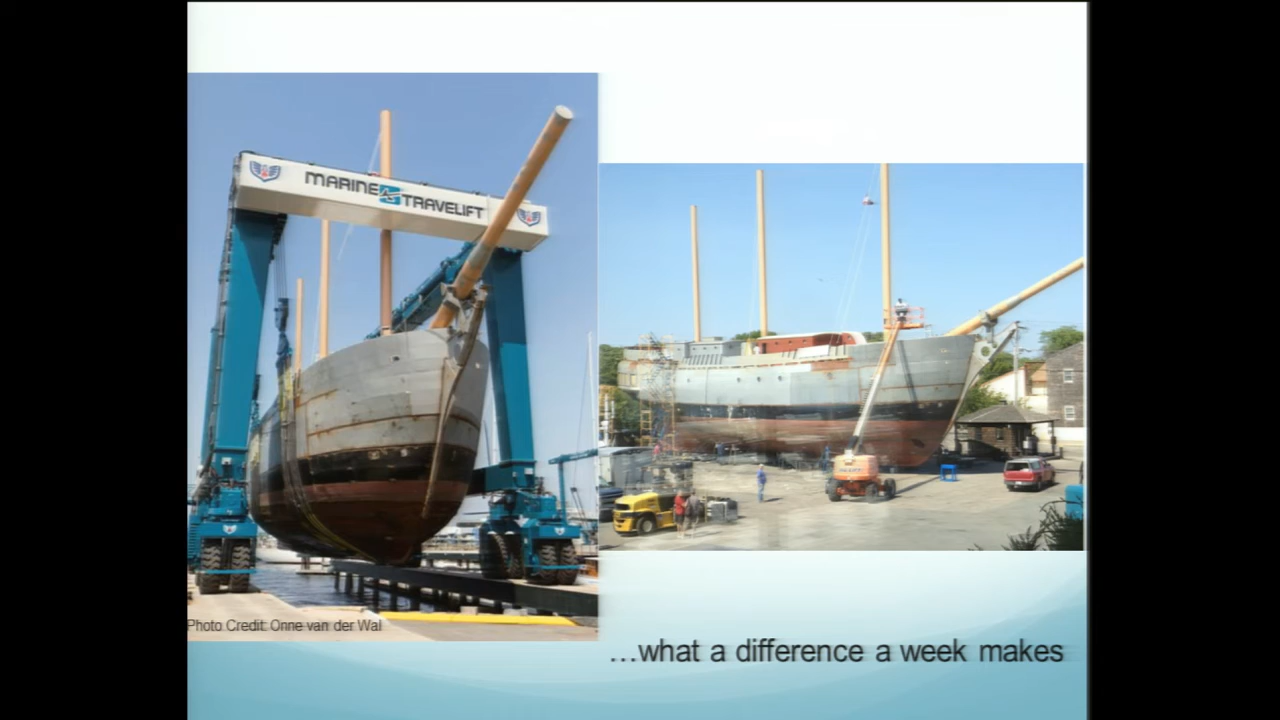 MARINE TRAVELIFT
Photo Credit: Onne van der Wal
...what a difference a week makes